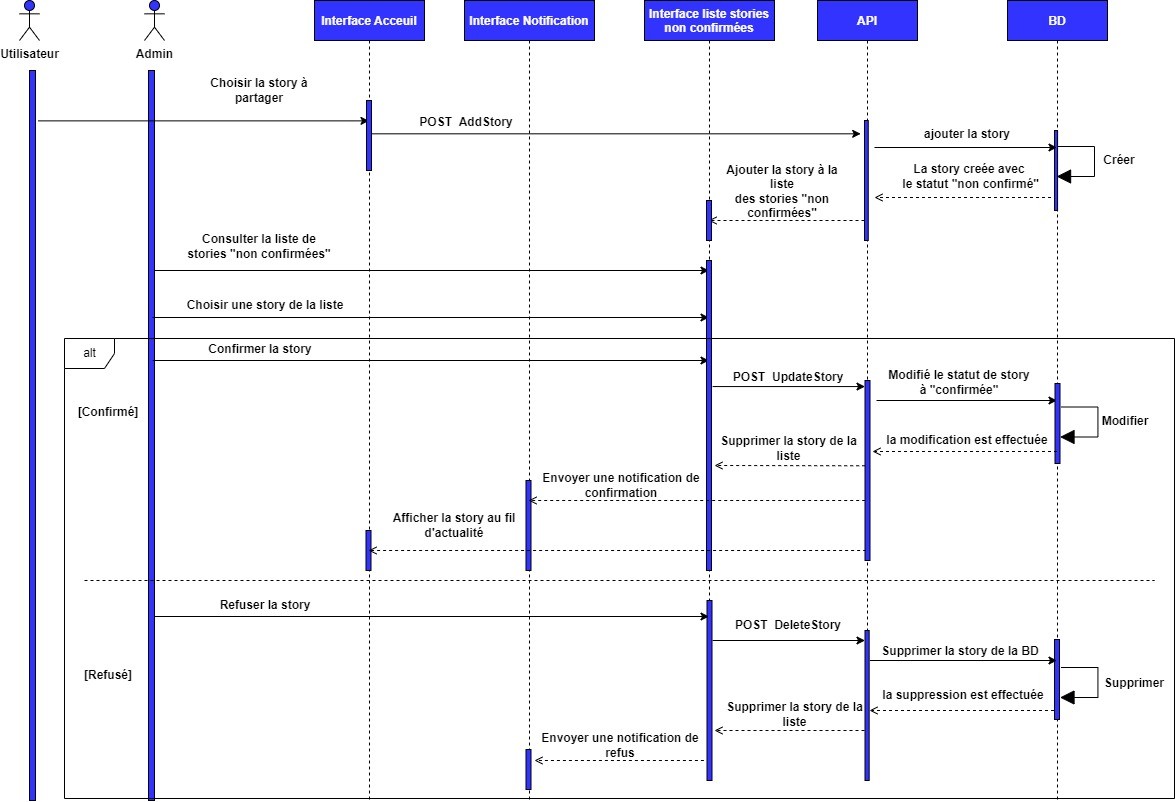 Utilisateur
Admin
Interface Acceuil
Interface Notification
Interface liste stories
non confirmées
API
BD
Choisir la story à
partager
POST AddStory
ajouter la story
Créer
La story creée avec
le statut "non confirmé"
Ajouter la story à la
liste
des stories "non
confirmées"
Consulter la liste de
stories "non confirmées"
Choisir une story de la liste
alt
Confirmer la story
[Confirmé]
POST UpdateStory
Modifié le statut de story
à "confirmée"
Modifier
la modification est effectuée
Supprimer la story de la
liste
Envoyer une notification de
confirmation
Afficher la story au fil
d'actualité
Refuser la story
[Refusé]
POST DeleteStory
Supprimer la story de la BD
Supprimer
la suppression est effectuée
Supprimer la story de la
liste
Envoyer une notification de
refus